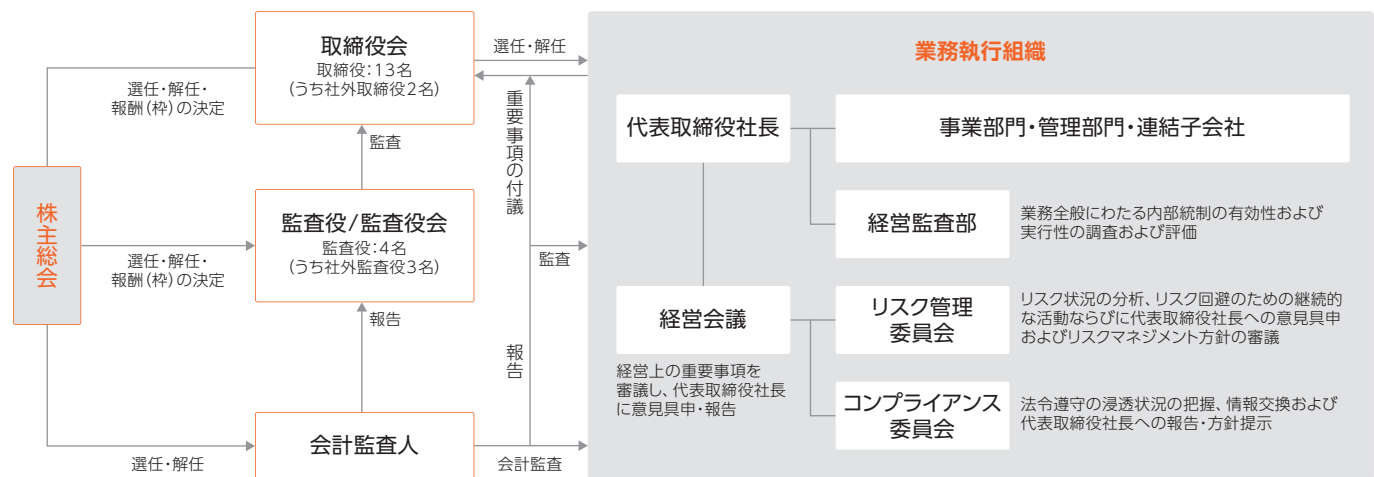 株主総会
選任・解任・
報酬（枠）の決定
取締役会
取締役：13名
（うち社外取締役2名）
選任・解任
監査
重要事項の付議
選任・解任・
報酬（枠）の決定
監査役/監査役会
監査役：4名
（うち社外監査役3名）
監査
報告
報告
選任・解任
会計監査人
会計監査
業務執行組織
代表取締役社長
事業部門・管理部門・連結子会社
経営監査部
業務全般にわたる内部統制の有効性および
実行性の調査および評価
経営会議
経営上の重要事項を
審議し、代表取締役社長
に意見具申・報告
リスク管理
委員会
リスク状況の分析、リスク回避のための継続的
な活動ならびに代表取締役社長への意見具申
およびリスクマネジメント方針の審議
コンプライアンス
委員会
法令遵守の浸透状況の把握、情報交換および
代表取締役社長への報告・方針提示